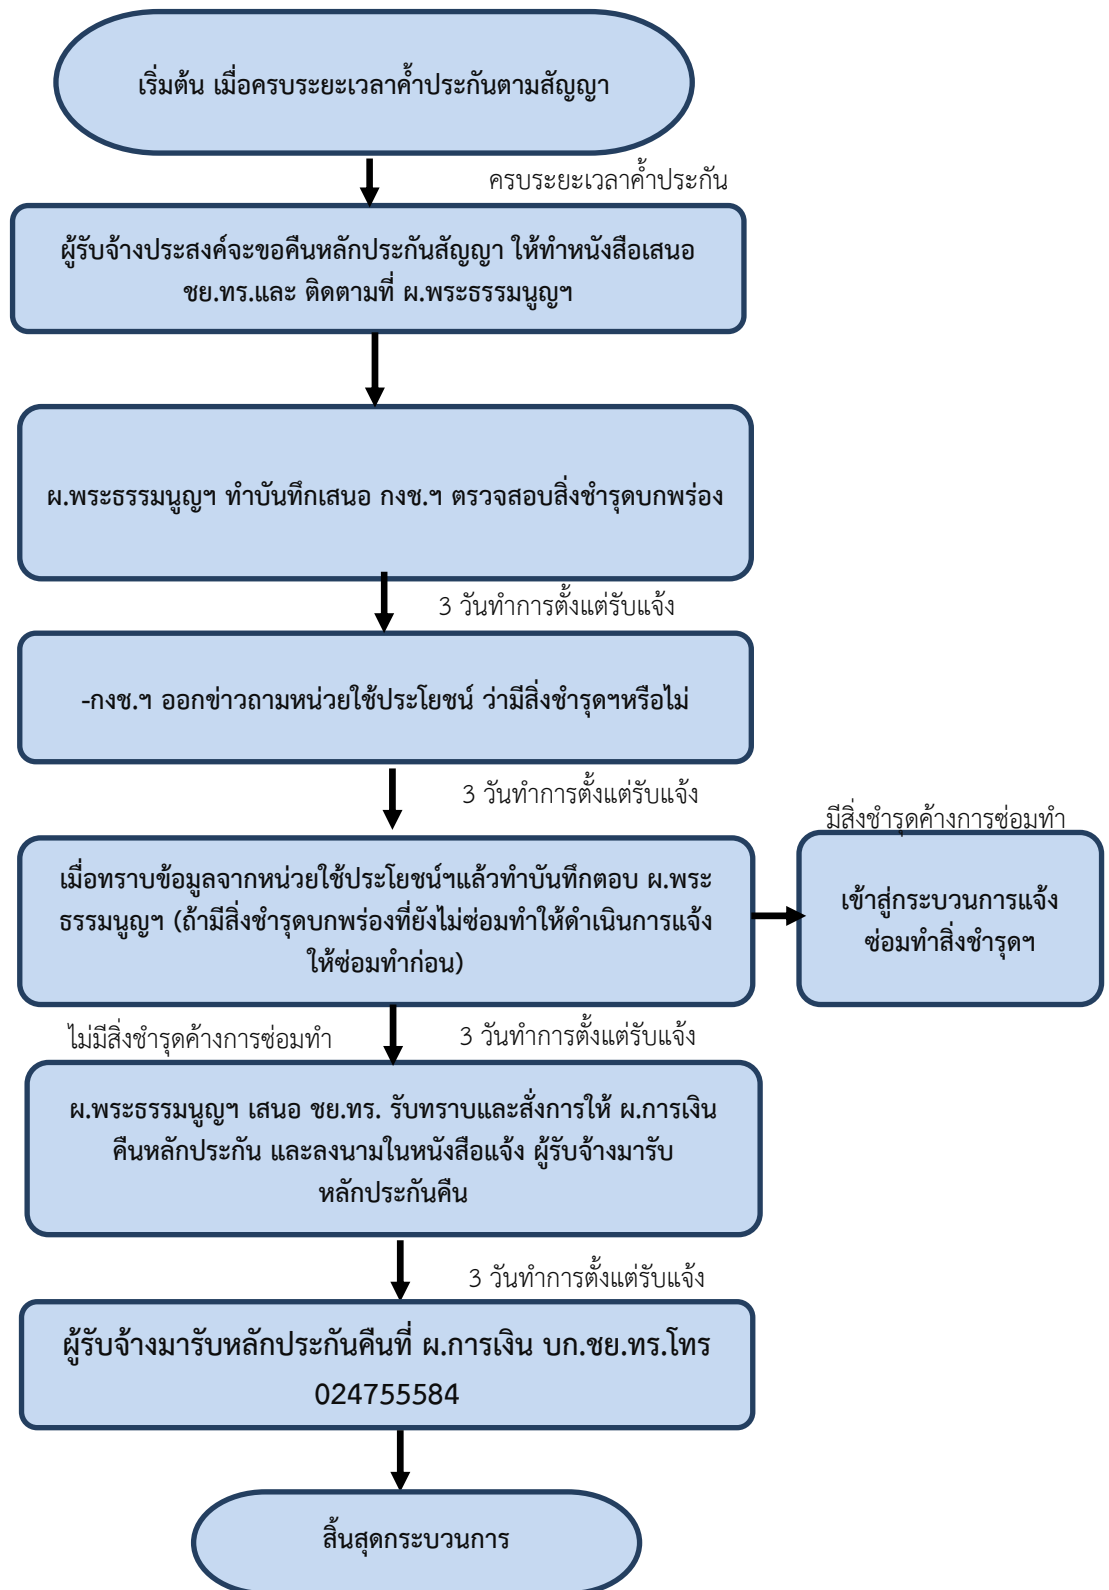 เริ่มต้น เมื่อครบระยะเวลาค้ำประกันตามสัญญา
ครบระยะเวลาค้ำประกัน
ผู้รับจ้างประสงค์จะขอคืนหลักประกันสัญญา ให้ทำหนังสือเสนอ
ชย.ทร.และ ติดตามที่ ผ.พระธรรมนูญฯ
ผ.พระธรรมนูญฯ ทำบันทึกเสนอ กงช.ฯ ตรวจสอบสิ่งชำรุดบกพร่อง
3 วันทำการตั้งแต่รับแจ้ง
-กงช.ฯ ออกข่าวถามหน่วยใช้ประโยชน์ ว่ามีสิ่งชำรุดฯหรือไม่
3 วันทำการตั้งแต่รับแจ้ง
มีสิ่งชำรุดค้างการซ่อมทำ
เมื่อทราบข้อมูลจากหน่วยใช้ประโยชน์ฯแล้วทำบันทึกตอบ ผ.พระ
ธรรมนูญฯ (ถ้ามีสิ่งชำรุดบกพร่องที่ยังไม่ซ่อมทำให้ดำเนินการแจ้ง
ให้ซ่อมทำก่อน)
เข้าสู่กระบวนการแจ้ง
ซ่อมทำสิ่งชำรุดฯ
ไม่มีสิ่งชำรุดค้างการซ่อมทำ
3 วันทำการตั้งแต่รับแจ้ง
ผ.พระธรรมนูญฯ เสนอ ชย.ทร. รับทราบและสั่งการให้ ผ.การเงิน
คืนหลักประกัน และลงนามในหนังสือแจ้ง ผู้รับจ้างมารับ
หลักประกันคืน
3 วันทำการตั้งแต่รับแจ้ง
ผู้รับจ้างมารับหลักประกันคืนที่ ผ.การเงิน บก.ชย.ทร.โทร
024755584
สิ้นสุดกระบวนการ